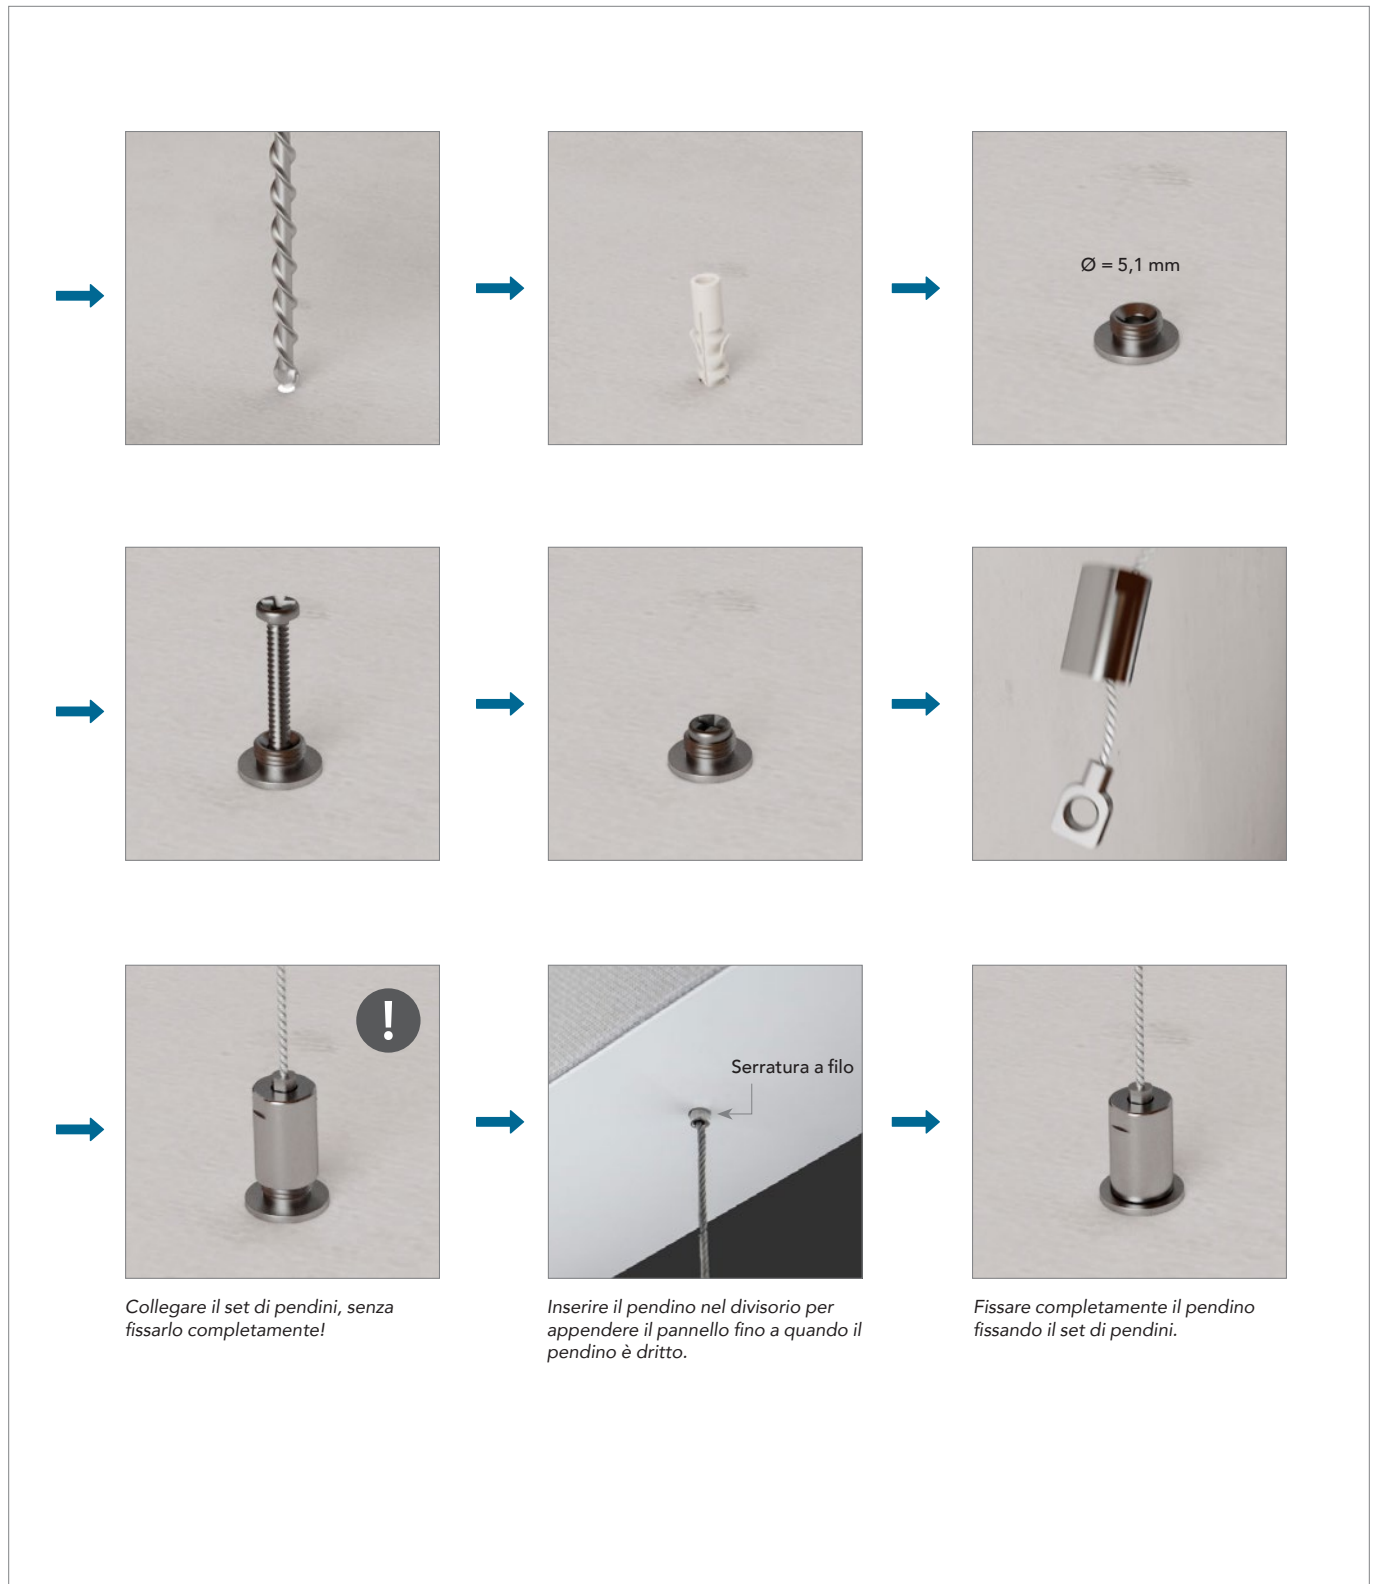 Ø = 5,1 mm
!
Serratura a filo
Collegare il set di pendini, senza
fissarlo completamente!
Inserire il pendino nel divisorio per
appendere il pannello fino a quando il
pendino è dritto.
Fissare completamente il pendino
fissando il set di pendini.